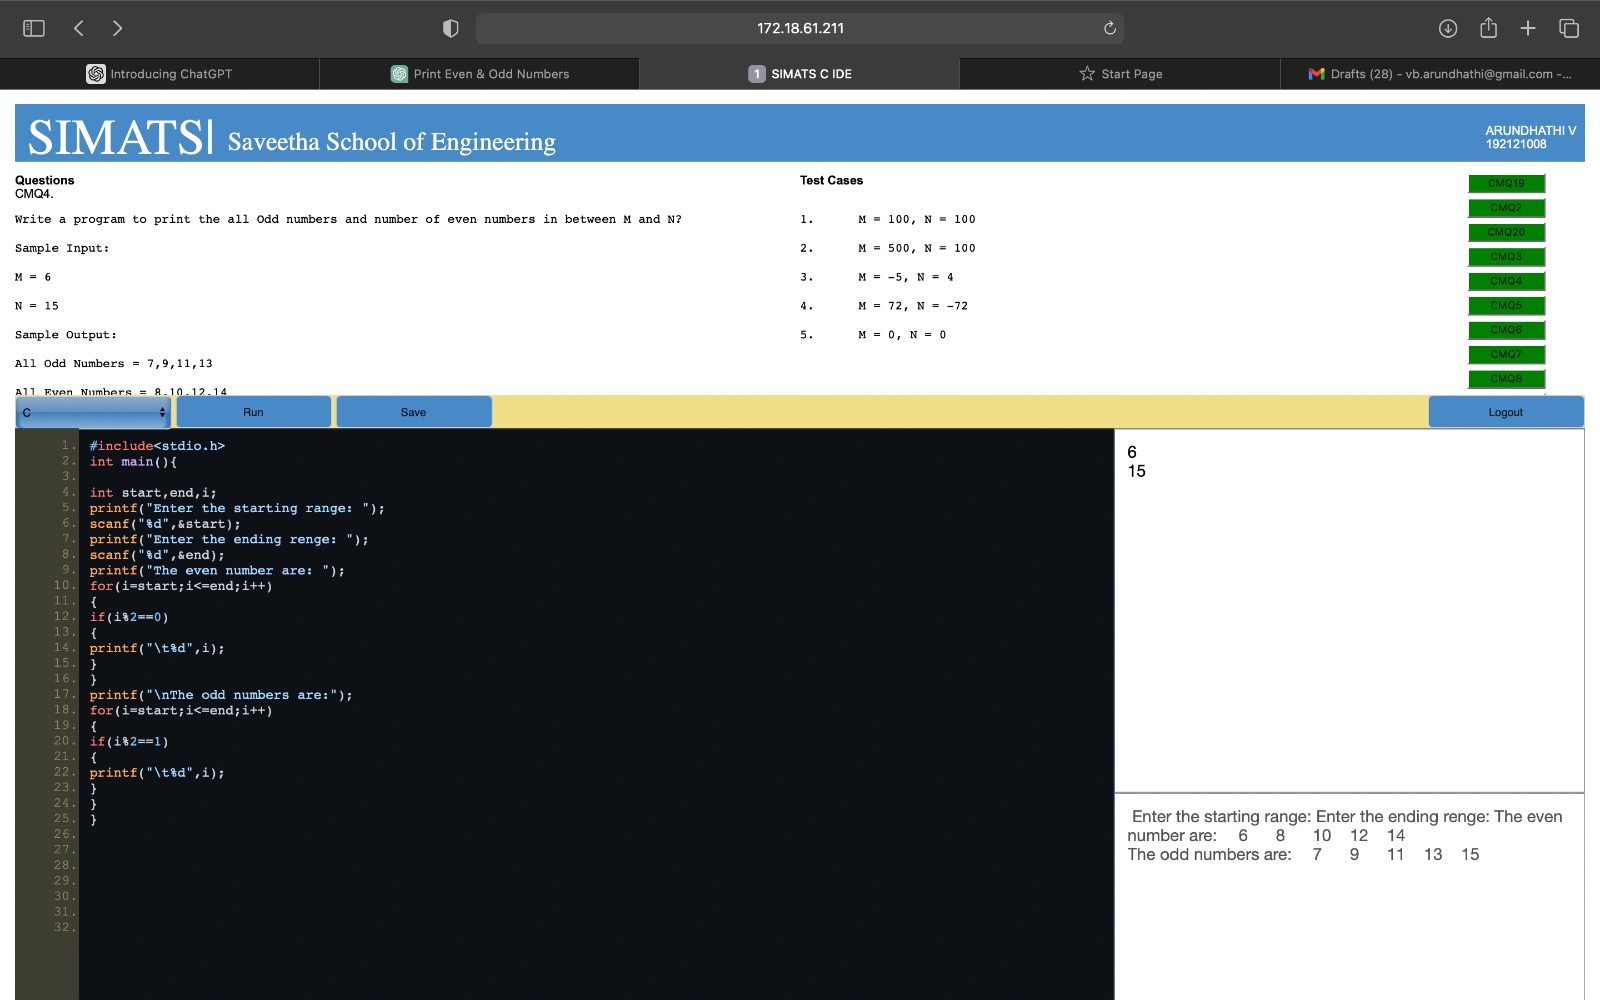 172.18.61.211
Introducing ChatGPT
Print Even & Odd Numbers
1 SIMATS C IDE
Start Page
Drafts (28) - vb.arundhathi@gmail.com -...
SIMATS| Saveetha School of Engineering
ARUNDHATHI V
192121008
Questions
CMQ4.
Write a program to print the all Odd numbers and number of even numbers in between M and N?
Sample Input:
M = 6
N = 15
Sample Output:
All Odd Numbers = 7,9,11,13
All Even Numbers = 8,10,12,14
Test Cases
1. M = 100, N = 100
2. M = 500, N = 100
3. M = -5, N = 4
4. M = 72, N = -72
5. M = 0, N = 0
CMQ19
CMQ2
CMQ20
CMQ3
CMQ4
CMQ5
CMQ6
CMQ7
CMQ8
C
Run
Save
Logout
1. #include<stdio.h>
2. int main(){
3.
4. int start,end,i;
5. printf("Enter the starting range: ");
6. scanf("%d",&start);
7. printf("Enter the ending renge: ");
8. scanf("%d",&end);
9. printf("The even number are: ");
10. for(i=start;i<=end;i++)
11. {
12. if(i%2==0)
13. {
14. printf("\t%d",i);
15. }
16. }
17. printf("\nThe odd numbers are:");
18. for(i=start;i<=end;i++)
19. {
20. if(i%2==1)
21. {
22. printf("\t%d",i);
23. }
24. }
25. }
26.
27.
28.
29.
30.
31.
32.
6
15
Enter the starting range: Enter the ending renge: The even
number are: 6 8 10 12 14
The odd numbers are: 7 9 11 13 15